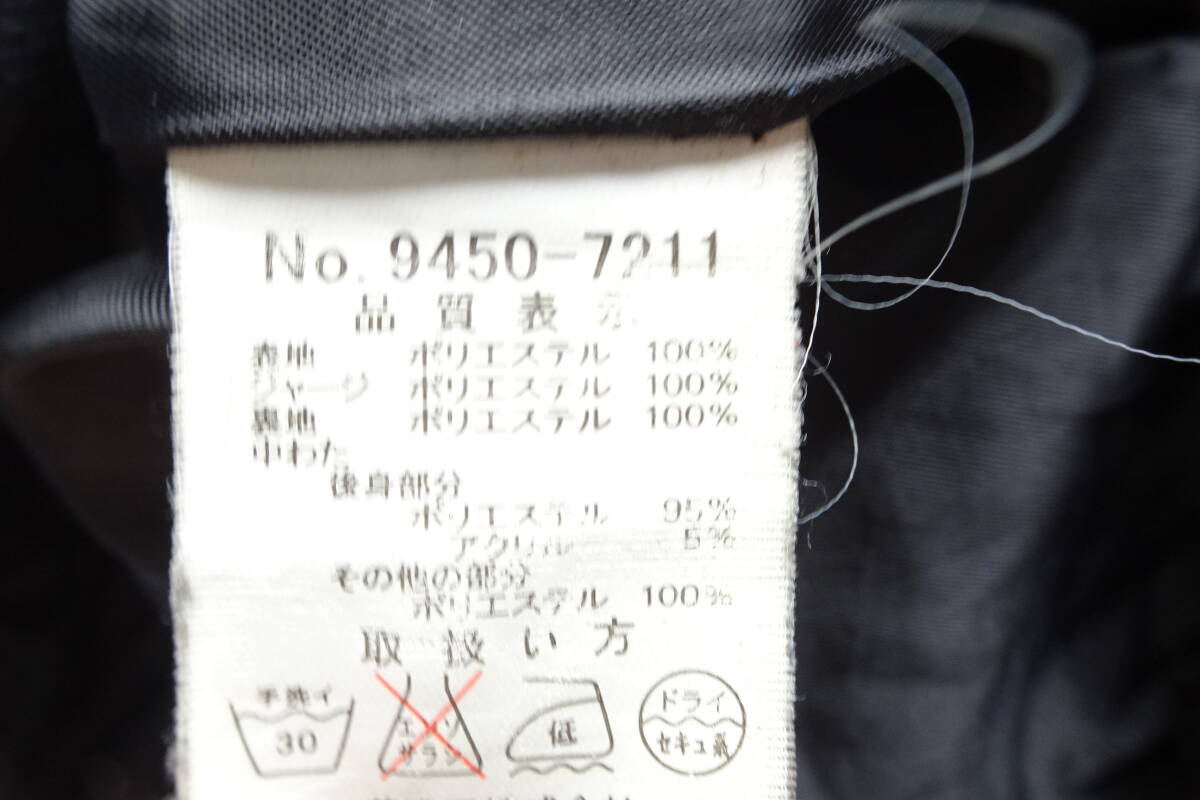 No. 9450-7211
品質表示
表地 ポリエステル 100%
ジャージ ポリエステル 100%
裏地 ポリエステル 100%
中わた
後身部分
ポリエステル 95%
アクリル 5%
その他の部分
ポリエステル 100%
取扱い方
手洗イ
30
エンソ
サラシ
低
ドライ
セキユ系